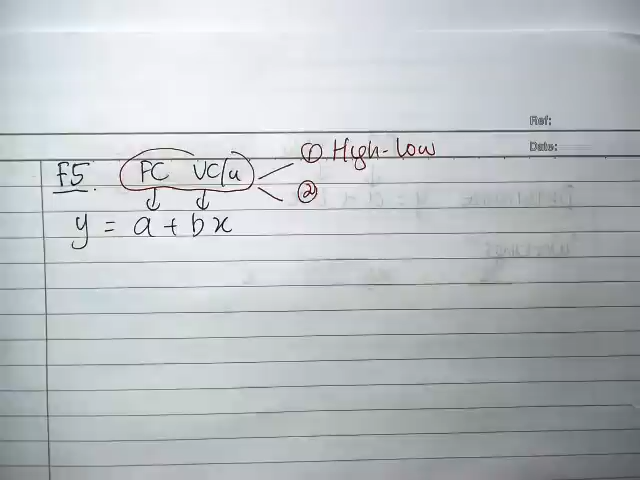 Ref:
Date:
① High-low
F5. FC VC/u
②
y = a + bx